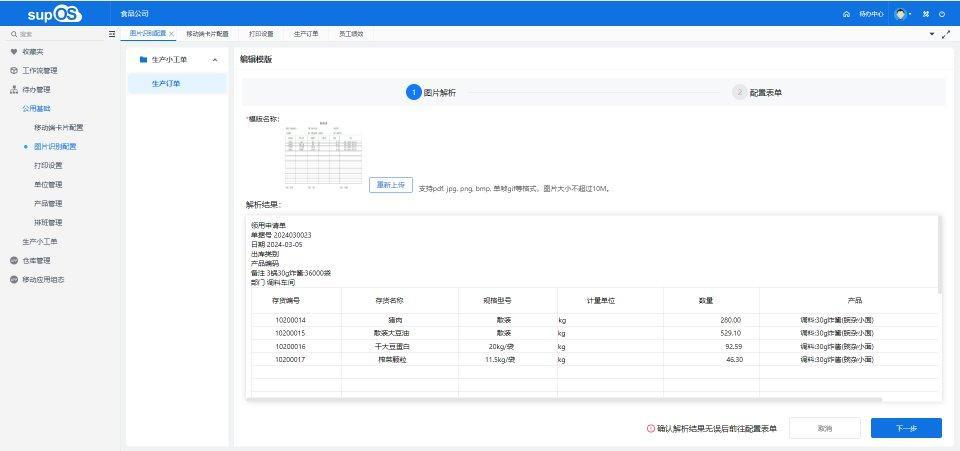 supOS
食品公司
待办中心
搜索
图片识别配置
移动端卡片配置
打印设置
生产订单
员工绩效
收藏夹
工作流管理
待办管理
公用基础
移动端卡片配置
图片识别配置
打印设置
单位管理
产品管理
排班管理
生产小工单
仓库管理
移动应用组态
生产小工单
生产订单
编辑模版
1 图片解析
2 配置表单
*模版名称:
重新上传
支持pdf, jpg, png, bmp, 单帧gif等格式，图片大小不超过10M。
解析结果:
领用申请单
单据号 2024030023
日期 2024-03-05
出库类别
产品编码
备注 3锅30g炸酱:36000袋
部门 调料车间
存货编号 存货名称 规格型号 计量单位 数量 产品
10200014 猪肉 散装 kg 280.00 调料:30g炸酱(豌杂小面)
10200015 散装大豆油 散装 kg 529.10 调料:30g炸酱(豌杂小面)
10200016 干大豆蛋白 20kg/袋 kg 92.59 调料:30g炸酱(豌杂小面)
10200017 榨菜颗粒 11.5kg/袋 kg 46.30 调料:30g炸酱(豌杂小面)
确认解析结果无误后前往配置表单
取消
下一步